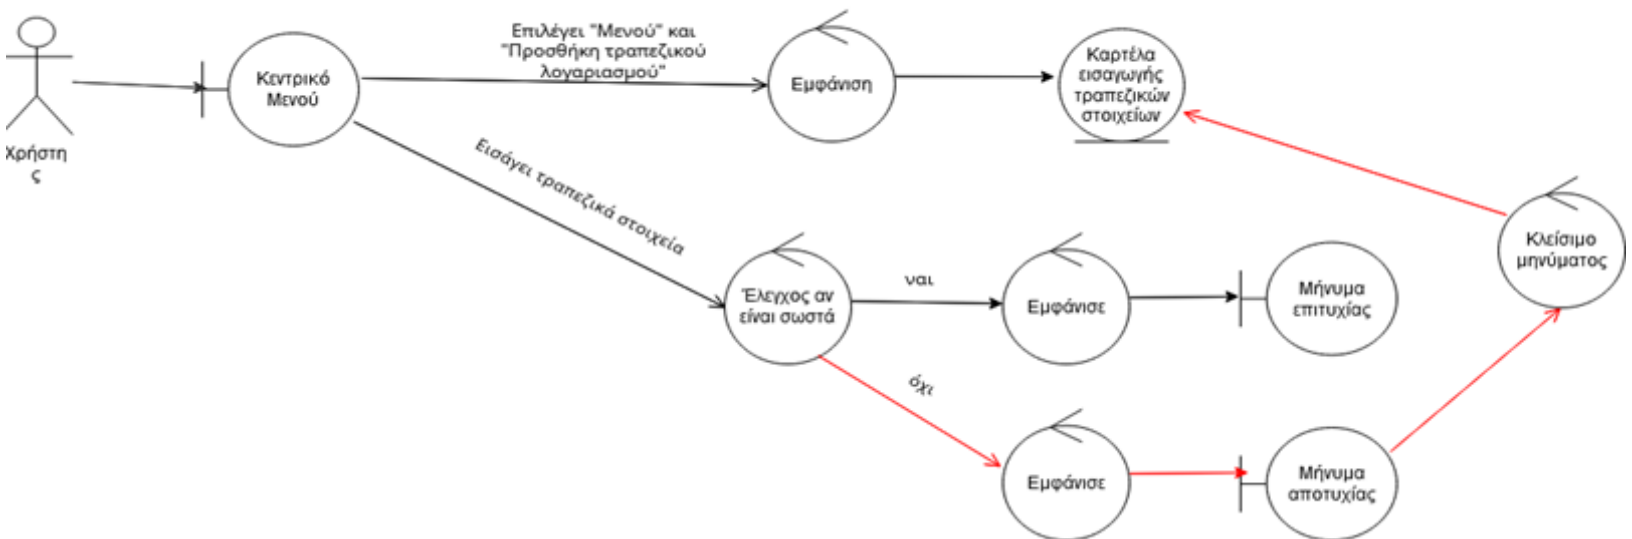 Επιλέγει "Μενού" και
"Προσθήκη τραπεζικού
λογαριασμού"
Χρήστη
ς
Κεντρικό
Μενού
Εμφάνιση
Καρτέλα
εισαγωγής
τραπεζικών
στοιχείων
Εισάγει τραπεζικά στοιχεία
Κλείσιμο
μηνύματος
Έλεγχος αν
είναι σωστά
ναι
Εμφάνισε
Μήνυμα
επιτυχίας
όχι
Εμφάνισε
Μήνυμα
αποτυχίας